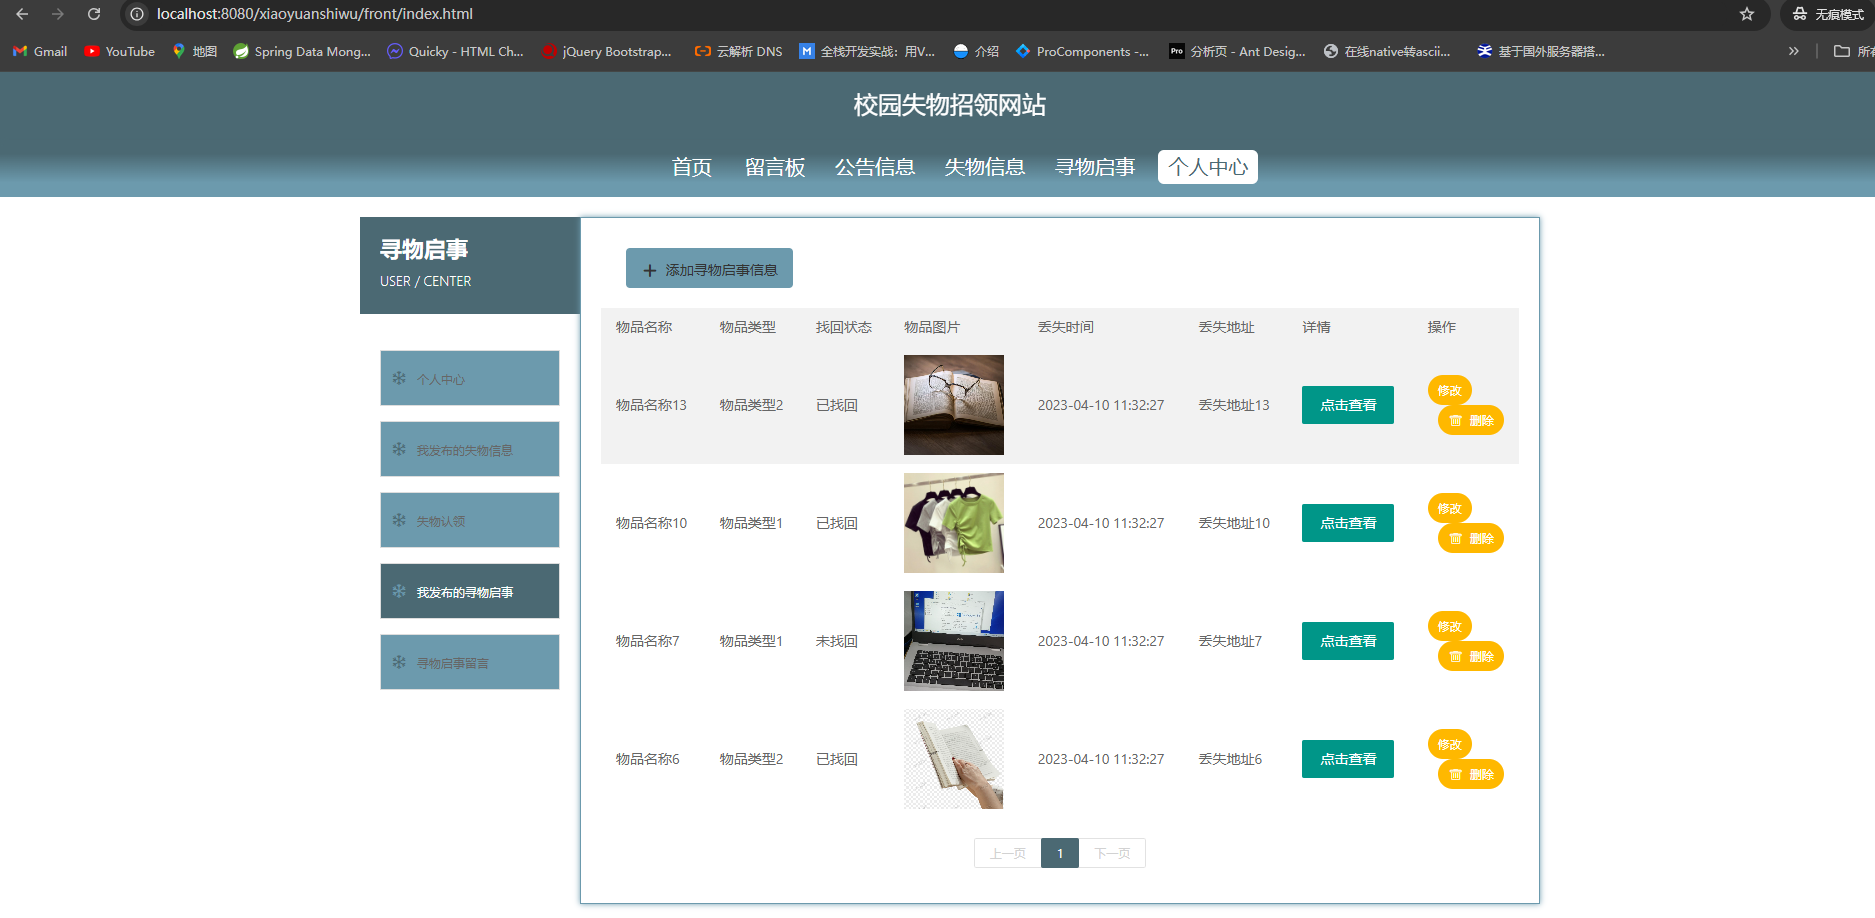 localhost:8080/xiaoyuanshiwu/front/index.html
无痕模式
Gmail YouTube 地图 Spring Data Mong... Quicky - HTML Ch... jQuery Bootstrap... 云解析 DNS 全栈开发实战：用V... 介绍 ProComponents -... Pro 分析页 - Ant Desig... 在线native转ascii... 基于国外服务器搭... » 所有
校园失物招领网站
首页 留言板 公告信息 失物信息 寻物启事 个人中心
寻物启事
USER / CENTER
个人中心
我发布的失物信息
失物认领
我发布的寻物启事
寻物启事留言
添加寻物启事信息
物品名称 物品类型 找回状态 物品图片 丢失时间 丢失地址 详情 操作
物品名称13 物品类型2 已找回 2023-04-10 11:32:27 丢失地址13 点击查看 修改
删除
物品名称10 物品类型1 已找回 2023-04-10 11:32:27 丢失地址10 点击查看 修改
删除
物品名称7 物品类型1 未找回 2023-04-10 11:32:27 丢失地址7 点击查看 修改
删除
物品名称6 物品类型2 已找回 2023-04-10 11:32:27 丢失地址6 点击查看 修改
删除
上一页 1 下一页